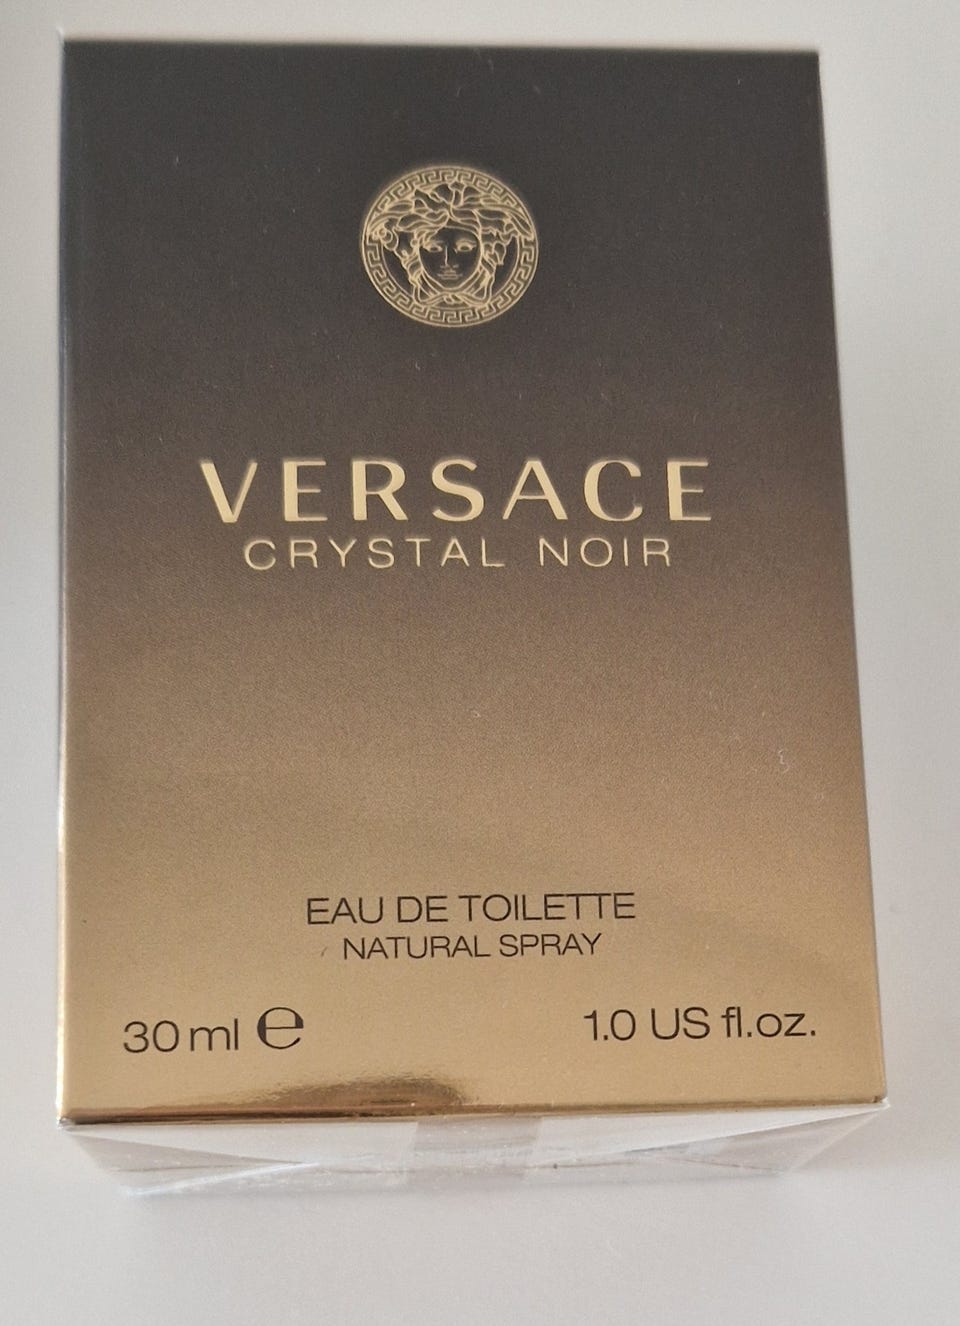 VERSACE
CRYSTAL NOIR
EAU DE TOILETTE
NATURAL SPRAY
30 ml ℮ 1.0 US fl.oz.